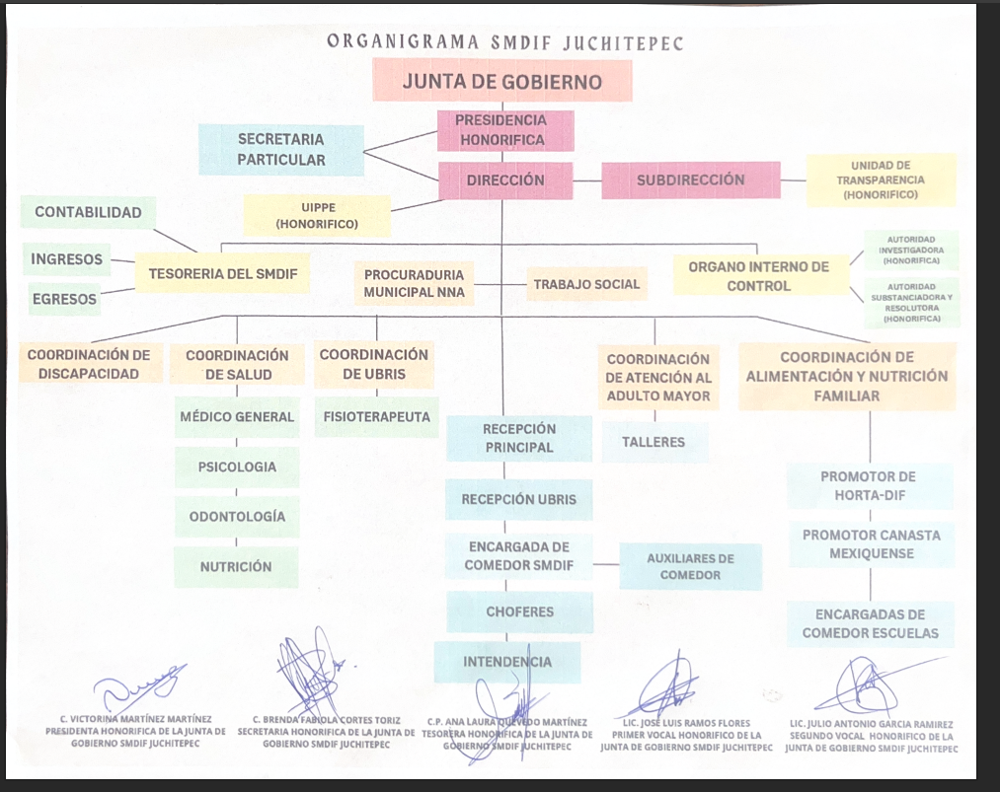 ORGANIGRAMA SMDIF JUCHITEPEC
JUNTA DE GOBIERNO
PRESIDENCIA
HONORIFICA
SECRETARIA
PARTICULAR
DIRECCIÓN
SUBDIRECCIÓN
UNIDAD DE
TRANSPARENCIA
(HONORIFICO)
UIPPE
(HONORIFICO)
CONTABILIDAD
INGRESOS
EGRESOS
TESORERIA DEL SMDIF
PROCURADURIA
MUNICIPAL NNA
TRABAJO SOCIAL
ORGANO INTERNO DE
CONTROL
AUTORIDAD
INVESTIGADORA
(HONORIFICA)
AUTORIDAD
SUBSTANCIADORA Y
RESOLUTORA
(HONORIFICA)
COORDINACIÓN DE
DISCAPACIDAD
COORDINACIÓN
DE SALUD
MÉDICO GENERAL
PSICOLOGIA
ODONTOLOGÍA
NUTRICIÓN
COORDINACIÓN
DE UBRIS
FISIOTERAPEUTA
RECEPCIÓN
PRINCIPAL
RECEPCIÓN UBRIS
ENCARGADA DE
COMEDOR SMDIF
AUXILIARES DE
COMEDOR
CHOFERES
INTENDENCIA
COORDINACIÓN
DE ATENCIÓN AL
ADULTO MAYOR
TALLERES
COORDINACIÓN DE
ALIMENTACIÓN Y NUTRICIÓN
FAMILIAR
PROMOTOR DE
HORTA-DIF
PROMOTOR CANASTA
MEXIQUENSE
ENCARGADAS DE
COMEDOR ESCUELAS
C. VICTORINA MARTÍNEZ MARTÍNEZ
PRESIDENTA HONORIFICA DE LA JUNTA DE
GOBIERNO SMDIF JUCHITEPEC
C. BRENDA FABIOLA CORTES TORIZ
SECRETARIA HONORIFICA DE LA JUNTA DE
GOBIERNO SMDIF JUCHITEPEC
C.P. ANA LAURA QUEVEDO MARTÍNEZ
TESORERA HONORIFICA DE LA JUNTA DE
GOBIERNO SMDIF JUCHITEPEC
LIC. JOSÉ LUIS RAMOS FLORES
PRIMER VOCAL HONORIFICO DE LA
JUNTA DE GOBIERNO SMDIF JUCHITEPEC
LIC. JULIO ANTONIO GARCIA RAMIREZ
SEGUNDO VOCAL HONORIFICO DE LA
JUNTA DE GOBIERNO SMDIF JUCHITEPEC